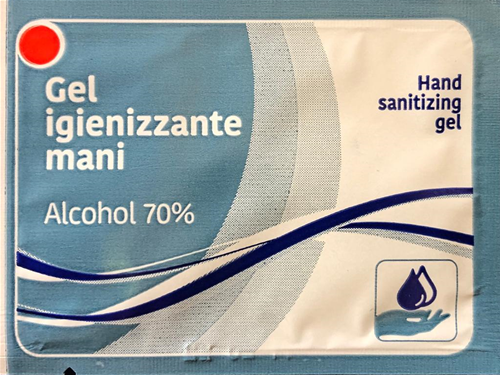 Gel
igienizzante
mani
Alcohol 70%
Hand
sanitizing
gel